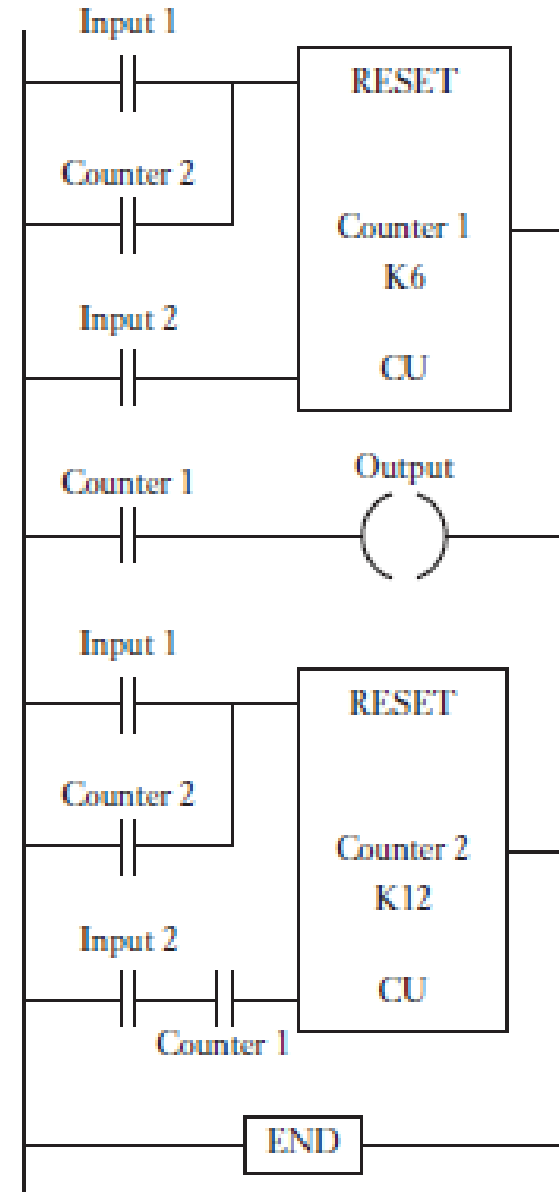 Input 1
RESET
Counter 2
Counter 1
K6
Input 2
CU
Counter 1
Output
Input 1
RESET
Counter 2
Counter 2
K12
Input 2
CU
Counter 1
END